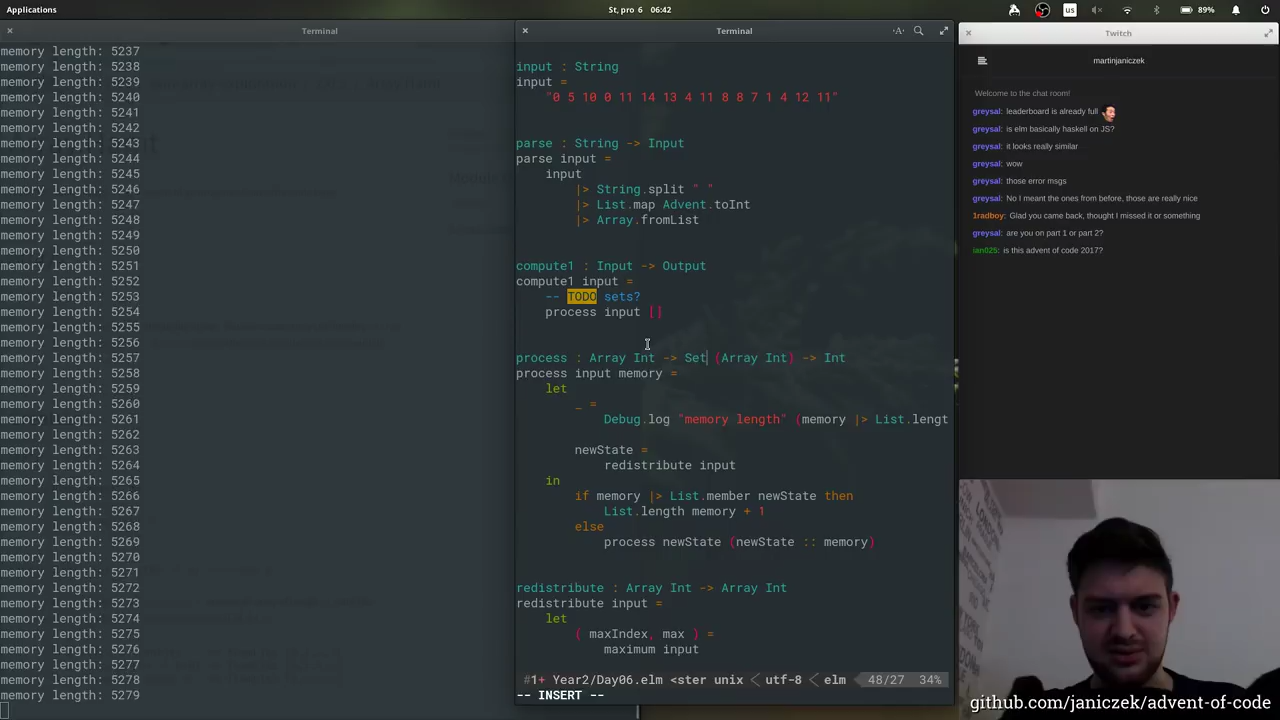 Applications
St, pro 6 06:42
us
89%
Terminal
memory length: 5237
memory length: 5238
memory length: 5239
memory length: 5240
memory length: 5241
memory length: 5242
memory length: 5243
memory length: 5244
memory length: 5245
memory length: 5246
memory length: 5247
memory length: 5248
memory length: 5249
memory length: 5250
memory length: 5251
memory length: 5252
memory length: 5253
memory length: 5254
memory length: 5255
memory length: 5256
memory length: 5257
memory length: 5258
memory length: 5259
memory length: 5260
memory length: 5261
memory length: 5262
memory length: 5263
memory length: 5264
memory length: 5265
memory length: 5266
memory length: 5267
memory length: 5268
memory length: 5269
memory length: 5270
memory length: 5271
memory length: 5272
memory length: 5273
memory length: 5274
memory length: 5275
memory length: 5276
memory length: 5277
memory length: 5278
memory length: 5279
Terminal
input : String
input =
"0 5 10 0 11 14 13 4 11 8 8 7 1 4 12 11"
parse : String -> Input
parse input =
input
|> String.split " "
|> List.map Advent.toInt
|> Array.fromList
compute1 : Input -> Output
compute1 input =
-- TODO sets?
process input []
process : Array Int -> Set (Array Int) -> Int
process input memory =
let
_ =
Debug.log "memory length" (memory |> List.lengt
newState =
redistribute input
in
if memory |> List.member newState then
List.length memory + 1
else
process newState (newState :: memory)
redistribute : Array Int -> Array Int
redistribute input =
let
( maxIndex, max ) =
maximum input
#1+ Year2/Day06.elm <ster unix < utf-8 < elm 48/27 34%
-- INSERT --
Twitch
martinjaniczek
Welcome to the chat room!
greysal: leaderboard is already full
greysal: is elm basically haskell on JS?
greysal: it looks really similar
greysal: wow
greysal: those error msgs
greysal: No I meant the ones from before, those are really nice
1radboy: Glad you came back, thought I missed it or something
greysal: are you on part 1 or part 2?
ian025: is this advent of code 2017?
github.com/janiczek/advent-of-code